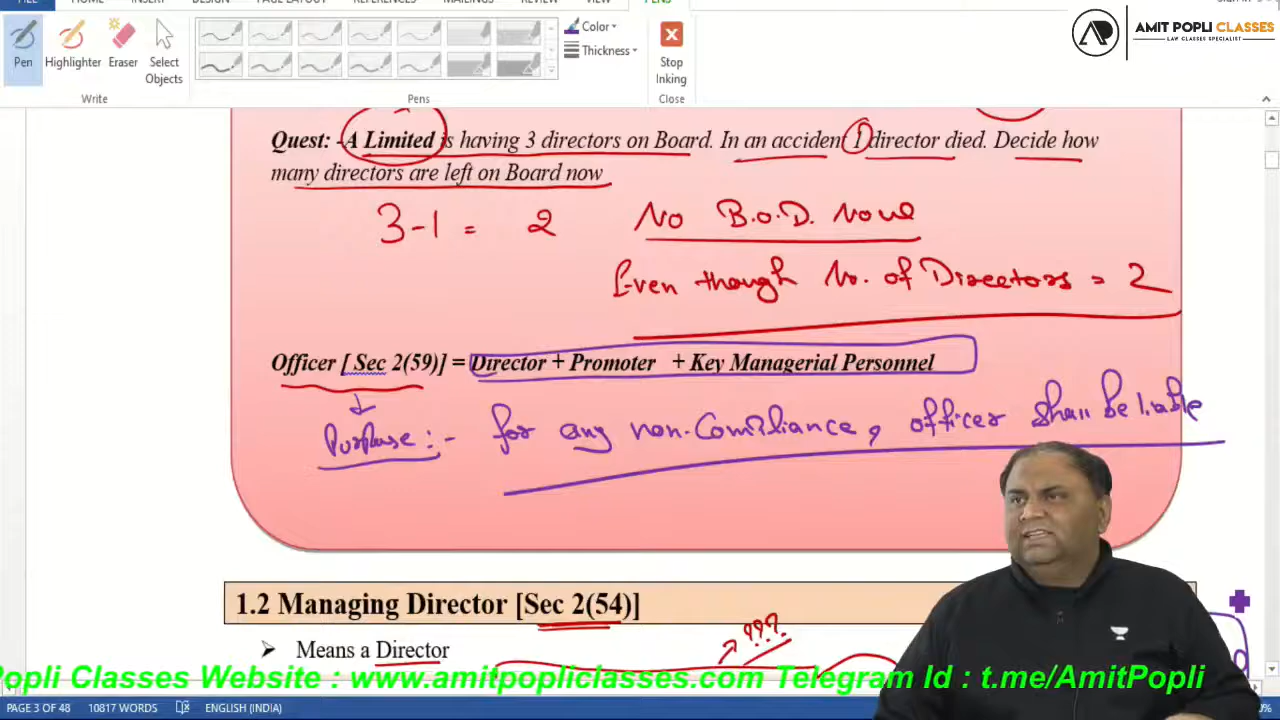 FILE HOME INSERT DESIGN PAGE LAYOUT REFERENCES MAILINGS REVIEW VIEW PENS
Pen
Highlighter
Eraser
Select Objects
Color
Thickness
Stop Inking
Write
Pens
Close
AMIT POPLI CLASSES
LAW CLASSES SPECIALIST
Quest: -A Limited is having 3 directors on Board. In an accident 1 director died. Decide how
many directors are left on Board now
3-1 = 2
No B.o.D. Now
Even though No. of Directors = 2
Officer [ Sec 2(59)] = Director + Promoter + Key Managerial Personnel
Purpose:- for any non-Compliance, officer shall be liable
1.2 Managing Director [Sec 2(54)]
???
➢ Means a Director
Popli Classes Website : www.amitpopliclasses.com Telegram Id : t.me/AmitPopli
PAGE 3 OF 48 10817 WORDS ENGLISH (INDIA)